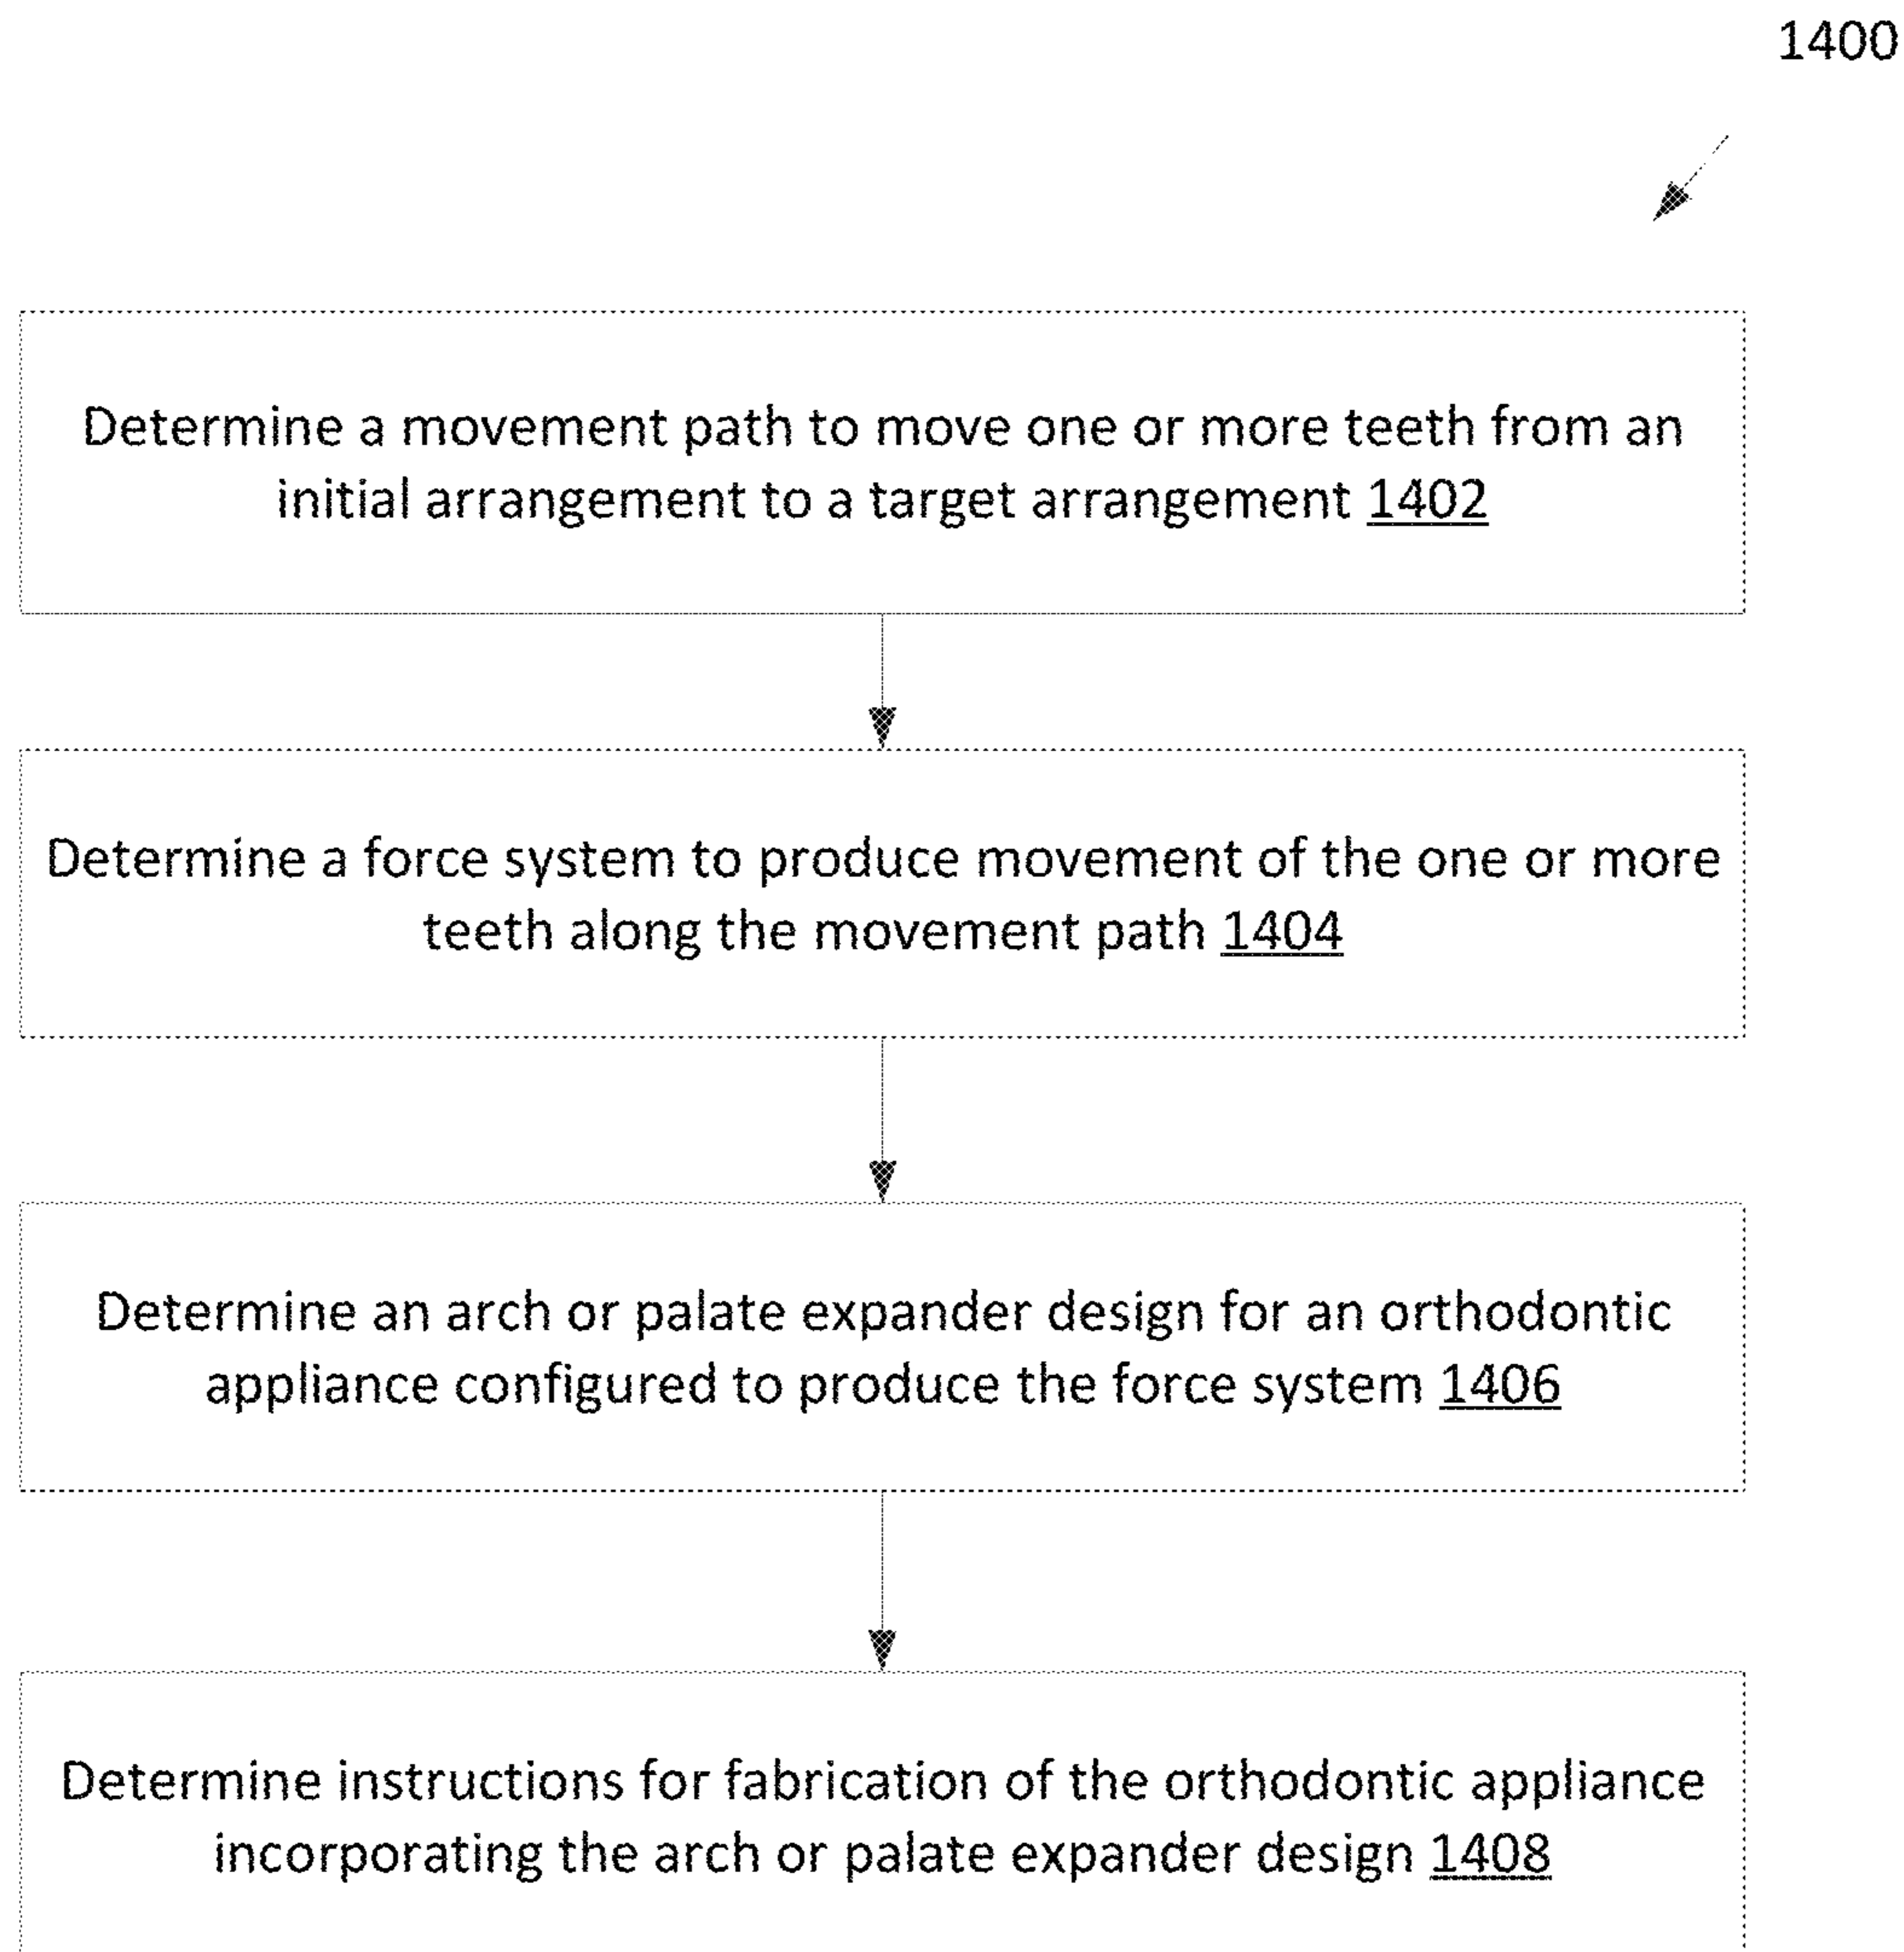 1400
Determine a movement path to move one or more teeth from an
initial arrangement to a target arrangement 1402
Determine a force system to produce movement of the one or more
teeth along the movement path 1404
Determine an arch or palate expander design for an orthodontic
appliance configured to produce the force system 1406
Determine instructions for fabrication of the orthodontic appliance
incorporating the arch or palate expander design 1408